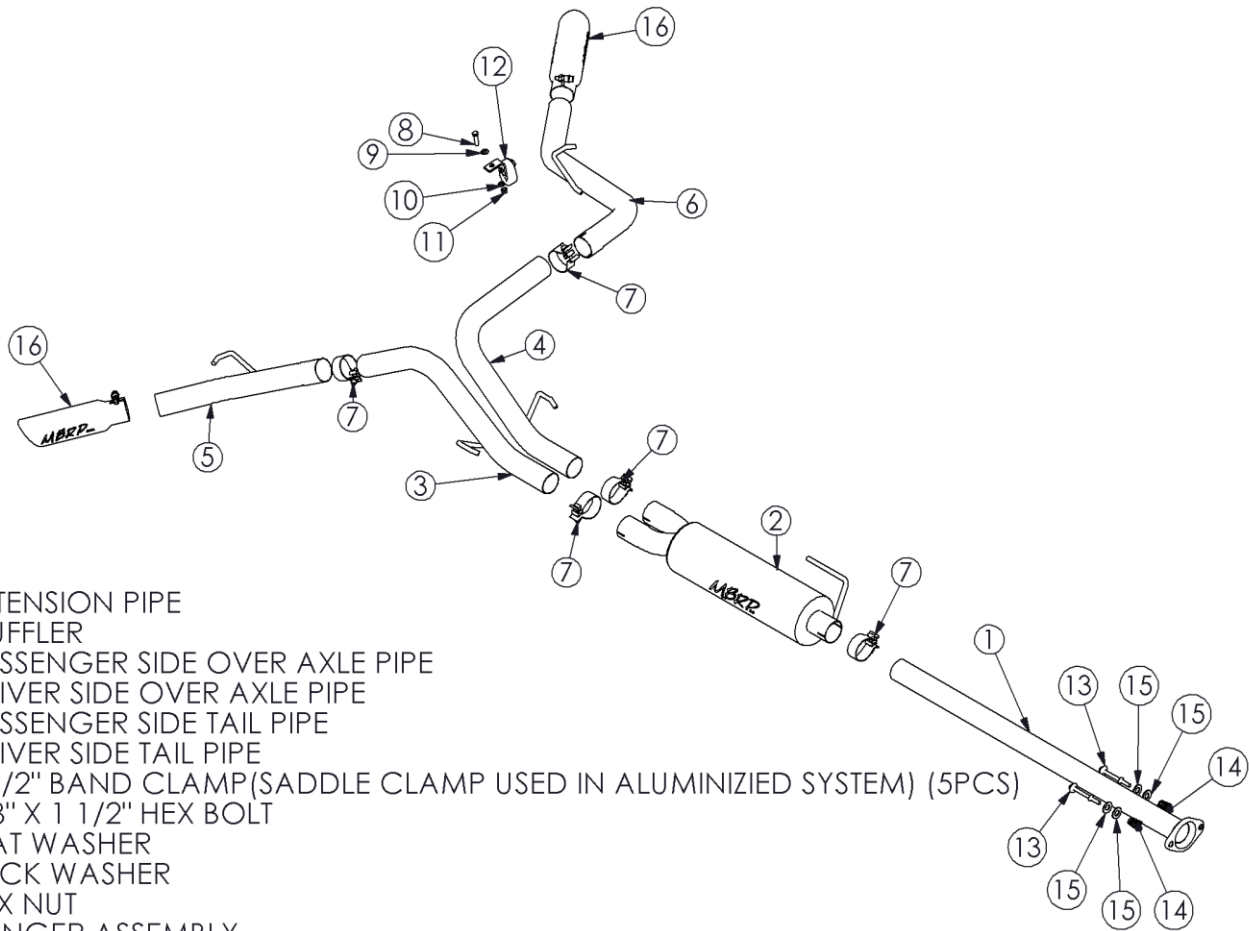 16
12
8
9
10
11
6
7
16
4
7
5
3
7
2
7
7
MBRP
MBRP
1
13
15
15
14
13
15
15
14
TENSION PIPE
UFFLER
SSENGER SIDE OVER AXLE PIPE
IVER SIDE OVER AXLE PIPE
SSENGER SIDE TAIL PIPE
IVER SIDE TAIL PIPE
/2" BAND CLAMP(SADDLE CLAMP USED IN ALUMINIZIED SYSTEM) (5PCS)
8" X 1 1/2" HEX BOLT
AT WASHER
CK WASHER
X NUT
NGER ASSEMBLY